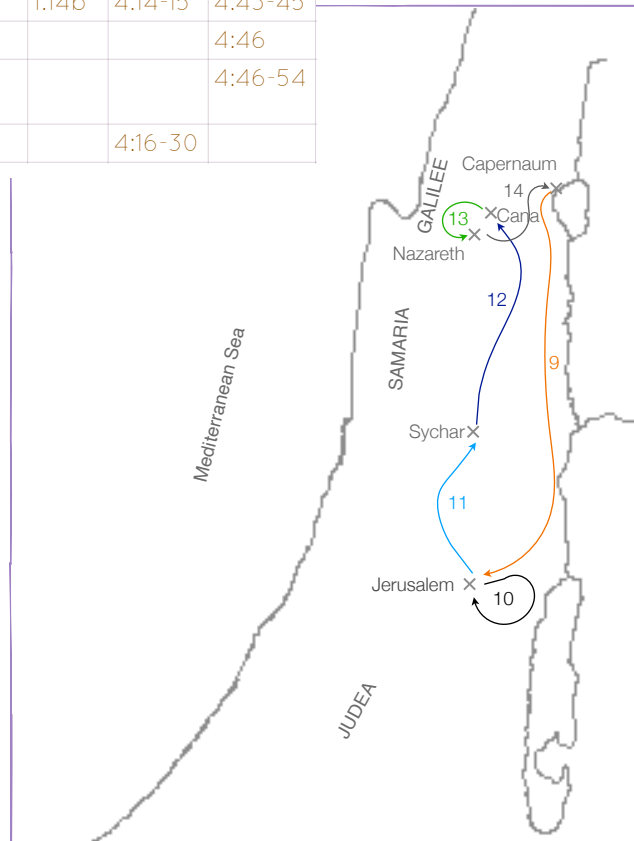 1:14b 4:14-15 4:43-45
4:46
4:46-54
4:16-30
Capernaum
14
GALILEE
13
Cana
Nazareth
12
SAMARIA
Mediterranean Sea
9
Sychar
11
Jerusalem
10
JUDEA